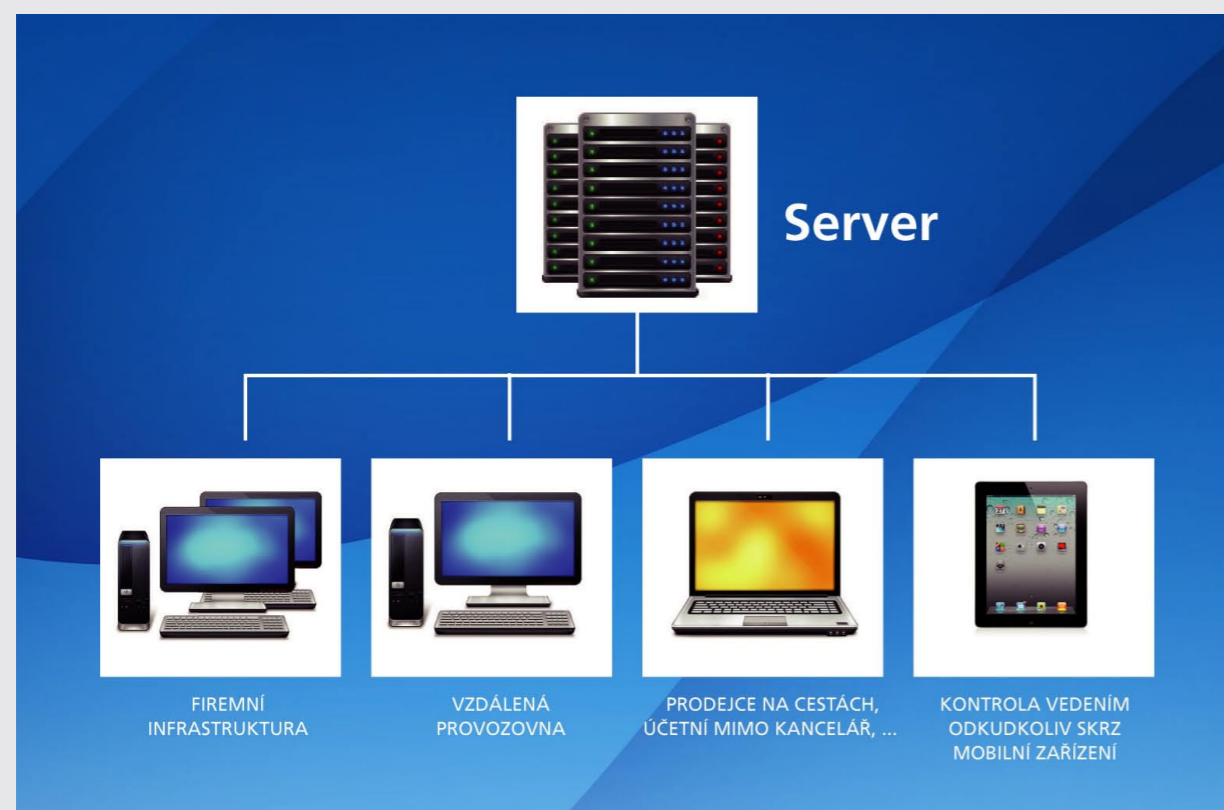 Server
FIREMNÍ
INFRASTRUKTURA
VZDÁLENÁ
PROVOZOVNA
PRODEJCE NA CESTÁCH,
ÚČETNÍ MIMO KANCELÁŘ, ...
KONTROLA VEDENÍM
ODKUDKOLIV SKRZ
MOBILNÍ ZAŘÍZENÍ